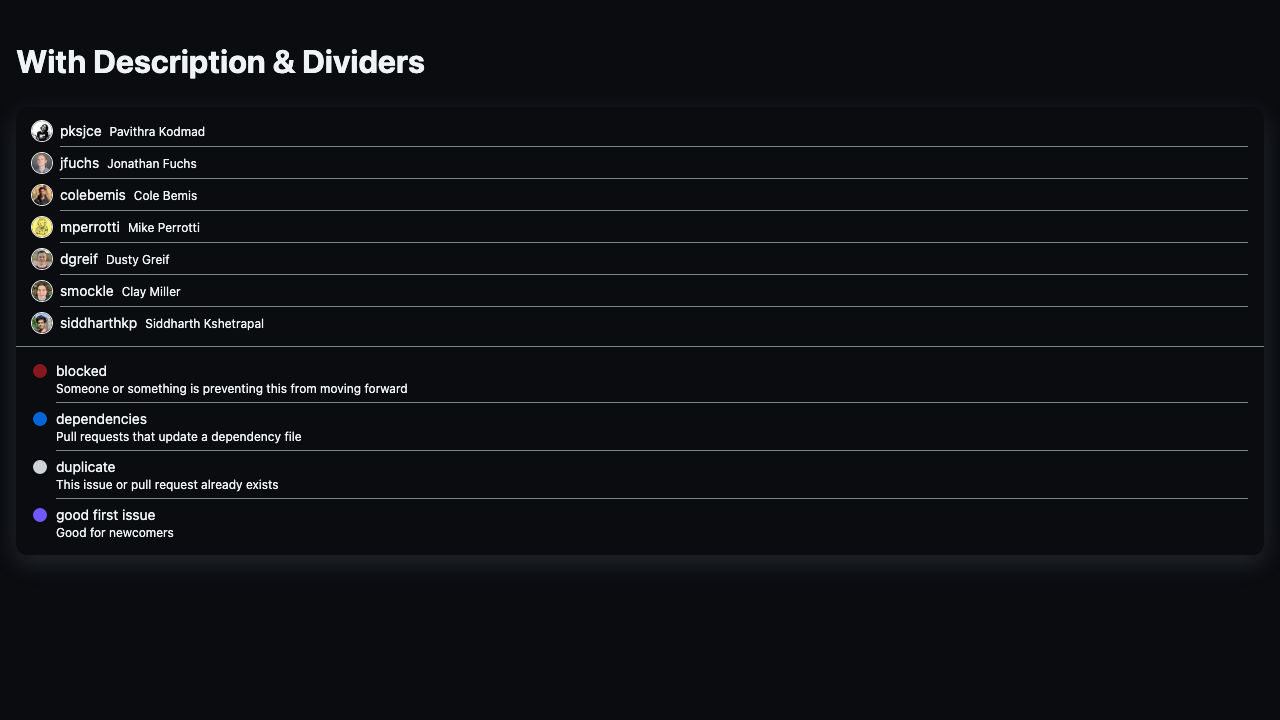 With Description & Dividers
pksjce Pavithra Kodmad
jfuchs Jonathan Fuchs
colebemis Cole Bemis
mperrotti Mike Perrotti
dgreif Dusty Greif
smockle Clay Miller
siddharthkp Siddharth Kshetrapal
blocked
Someone or something is preventing this from moving forward
dependencies
Pull requests that update a dependency file
duplicate
This issue or pull request already exists
good first issue
Good for newcomers